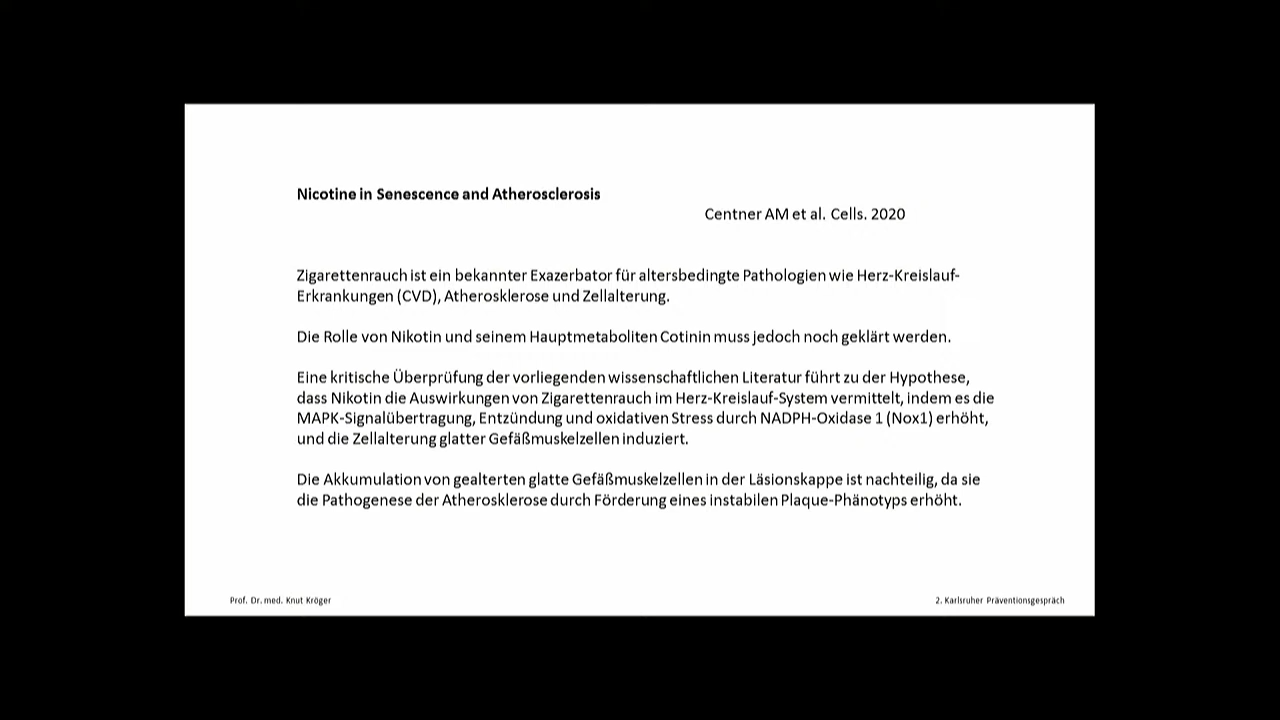 Nicotine in Senescence and Atherosclerosis
Centner AM et al. Cells. 2020
Zigarettenrauch ist ein bekannter Exazerbator für altersbedingte Pathologien wie Herz-Kreislauf-
Erkrankungen (CVD), Atherosklerose und Zellalterung.
Die Rolle von Nikotin und seinem Hauptmetaboliten Cotinin muss jedoch noch geklärt werden.
Eine kritische Überprüfung der vorliegenden wissenschaftlichen Literatur führt zu der Hypothese,
dass Nikotin die Auswirkungen von Zigarettenrauch im Herz-Kreislauf-System vermittelt, indem es die
MAPK-Signalübertragung, Entzündung und oxidativen Stress durch NADPH-Oxidase 1 (Nox1) erhöht,
und die Zellalterung glatter Gefäßmuskelzellen induziert.
Die Akkumulation von gealterten glatte Gefäßmuskelzellen in der Läsionskappe ist nachteilig, da sie
die Pathogenese der Atherosklerose durch Förderung eines instabilen Plaque-Phänotyps erhöht.
Prof. Dr. med. Knut Kröger
2. Karlsruher Präventionsgespräch